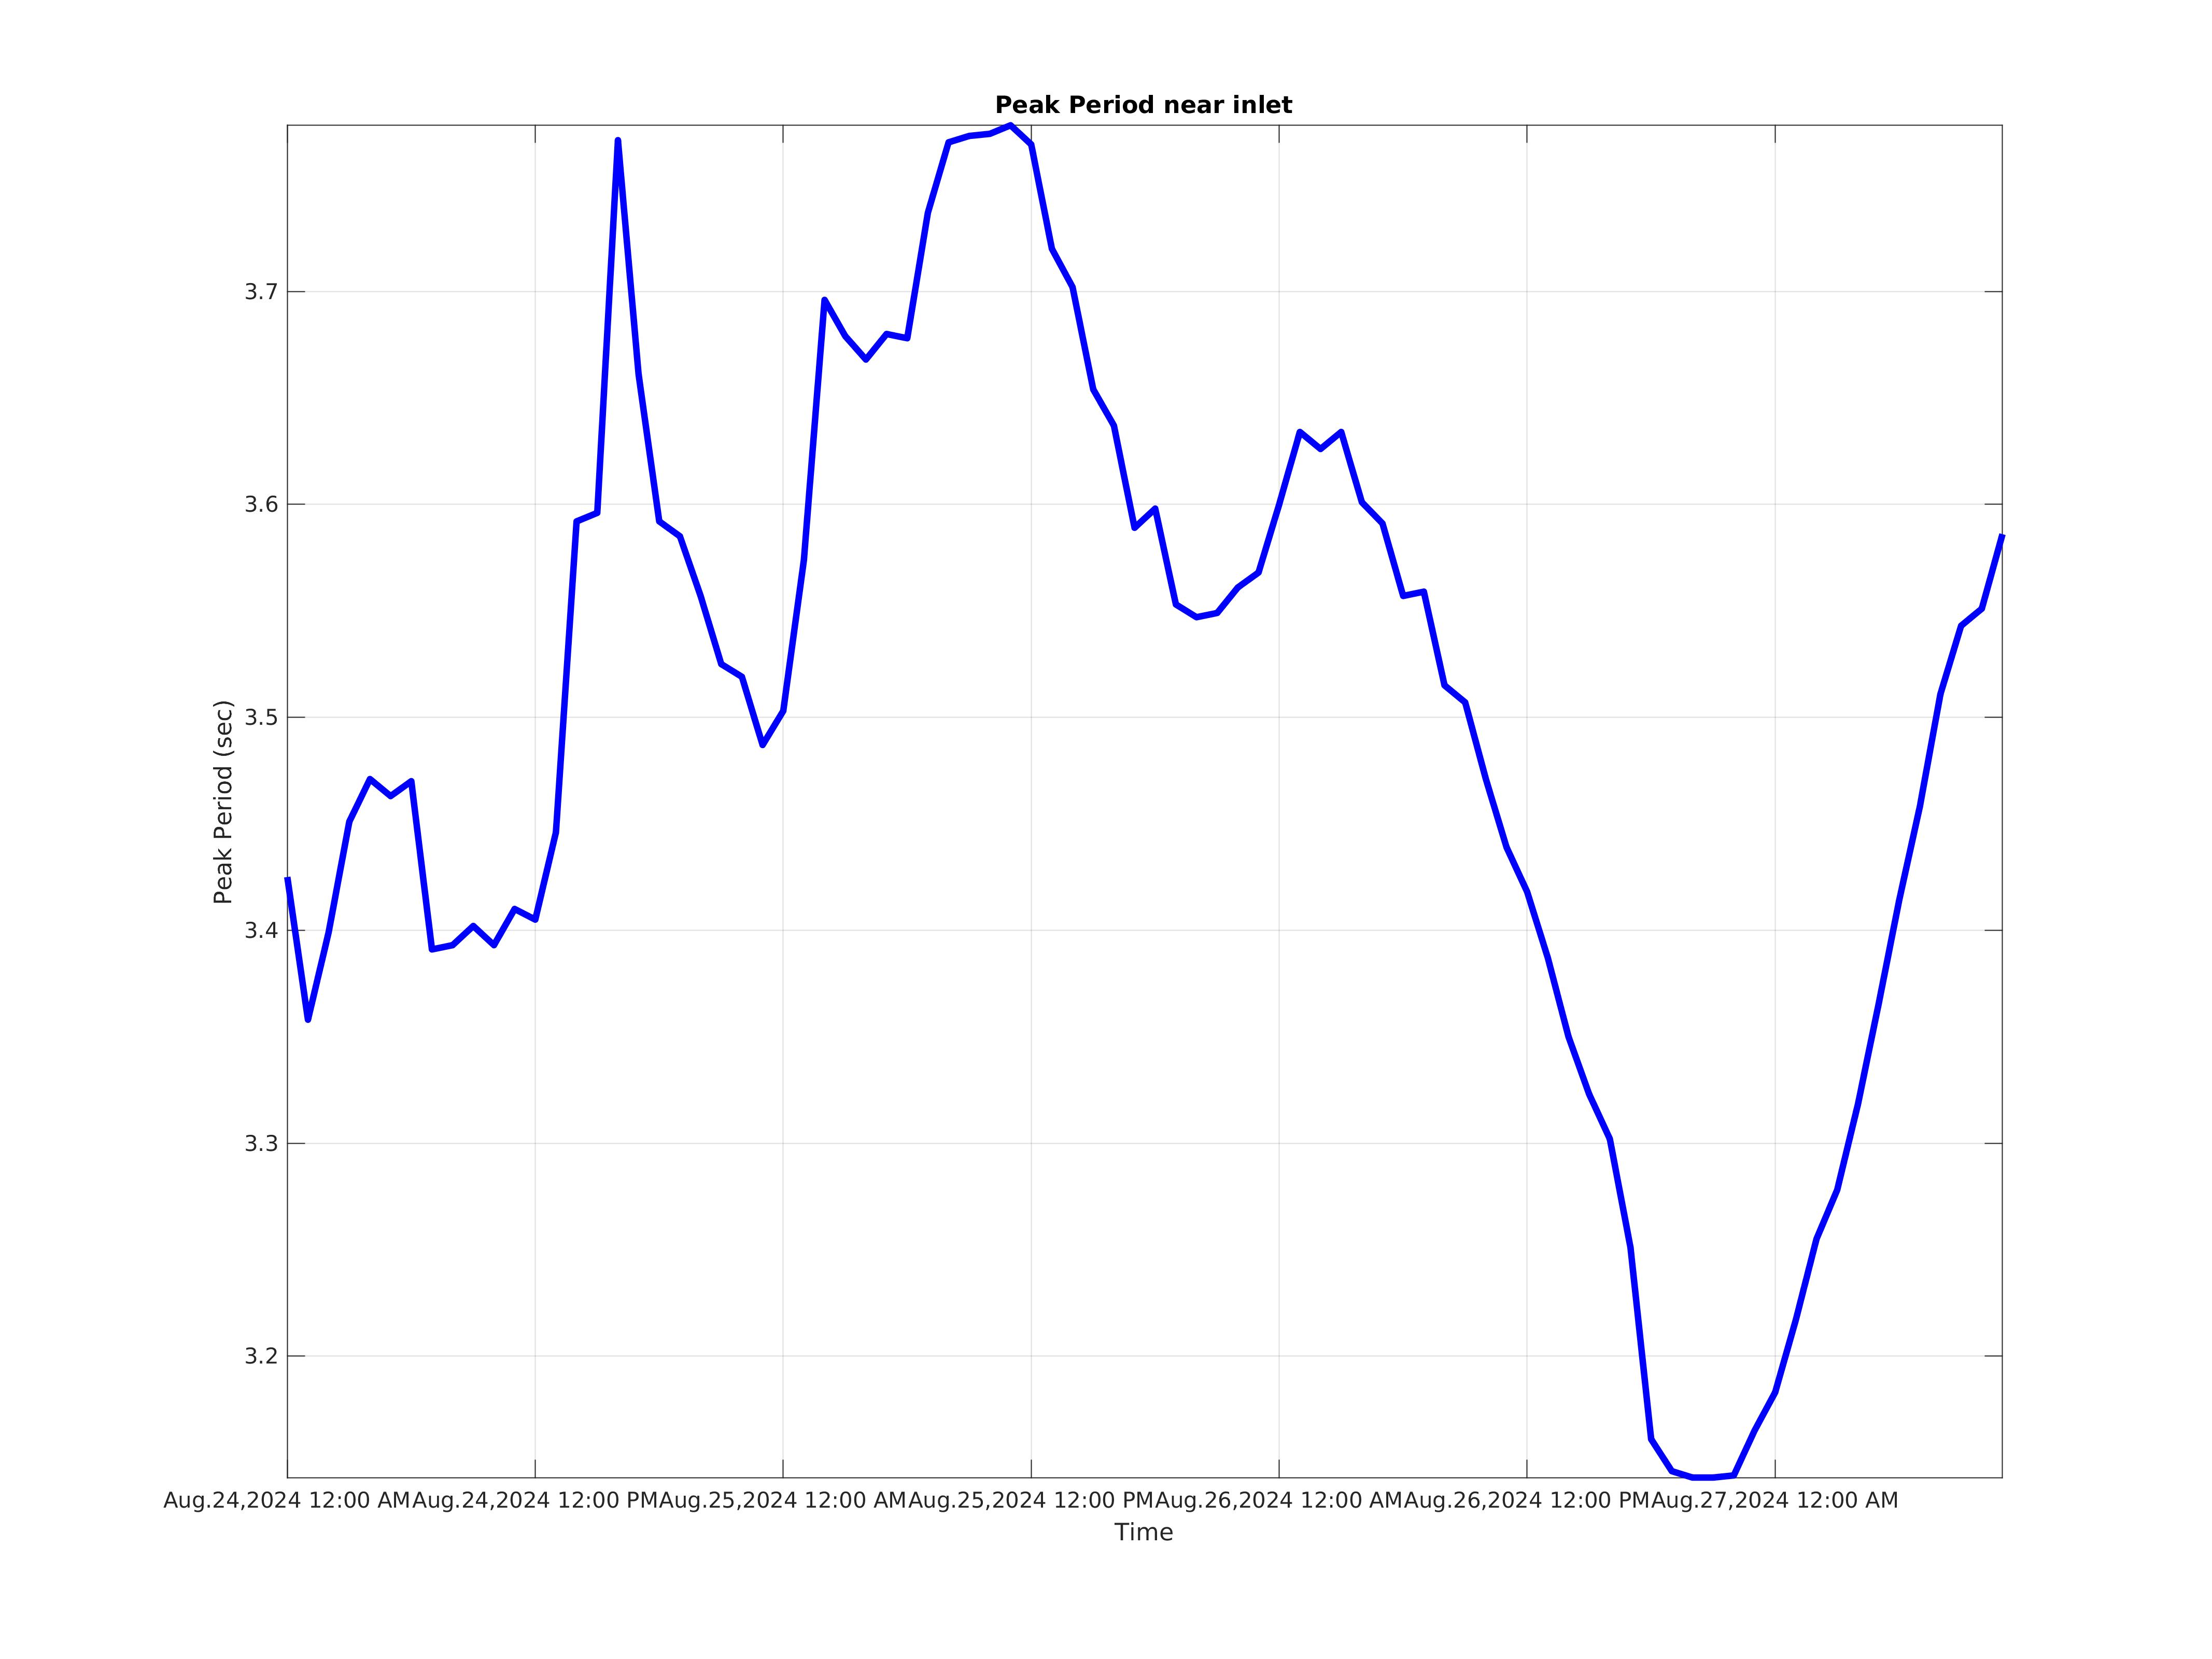 Peak Period near inlet
Peak Period (sec)
3.7
3.6
3.5
3.4
3.3
3.2
Aug.24,2024 12:00 AM Aug.24,2024 12:00 PM Aug.25,2024 12:00 AM Aug.25,2024 12:00 PM Aug.26,2024 12:00 AM Aug.26,2024 12:00 PM Aug.27,2024 12:00 AM
Time